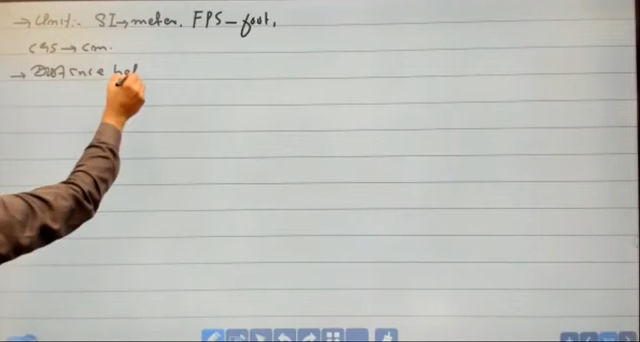 → Unit:- SI→meter. FPS-foot,
CGS → cm.
→ Distance